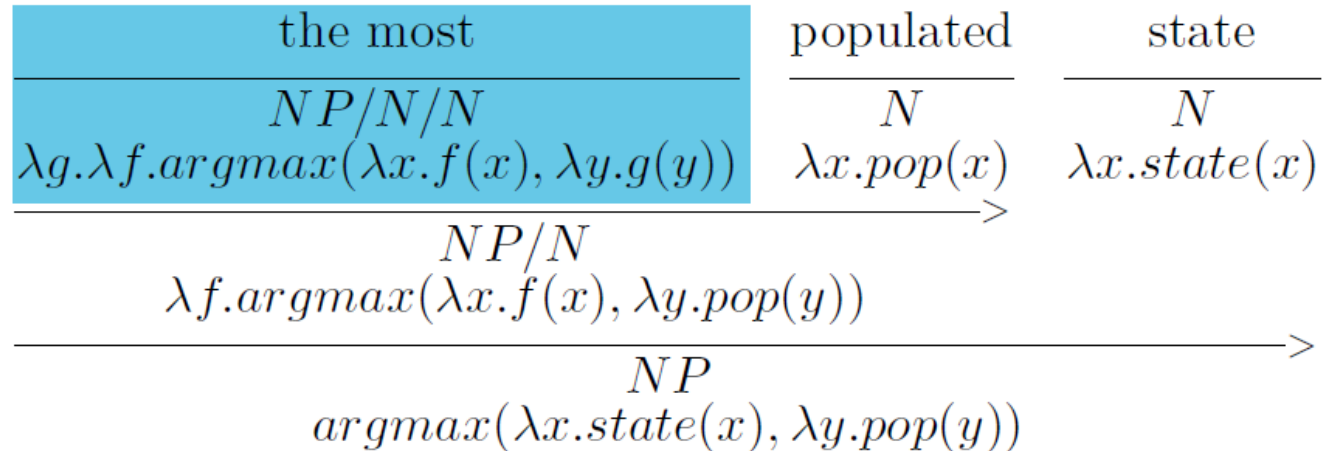 the most populated state
NP/N/N N N
λg.λf.argmax(λx.f(x), λy.g(y)) λx.pop(x) λx.state(x)
>
NP/N
λf.argmax(λx.f(x), λy.pop(y))
>
NP
argmax(λx.state(x), λy.pop(y))